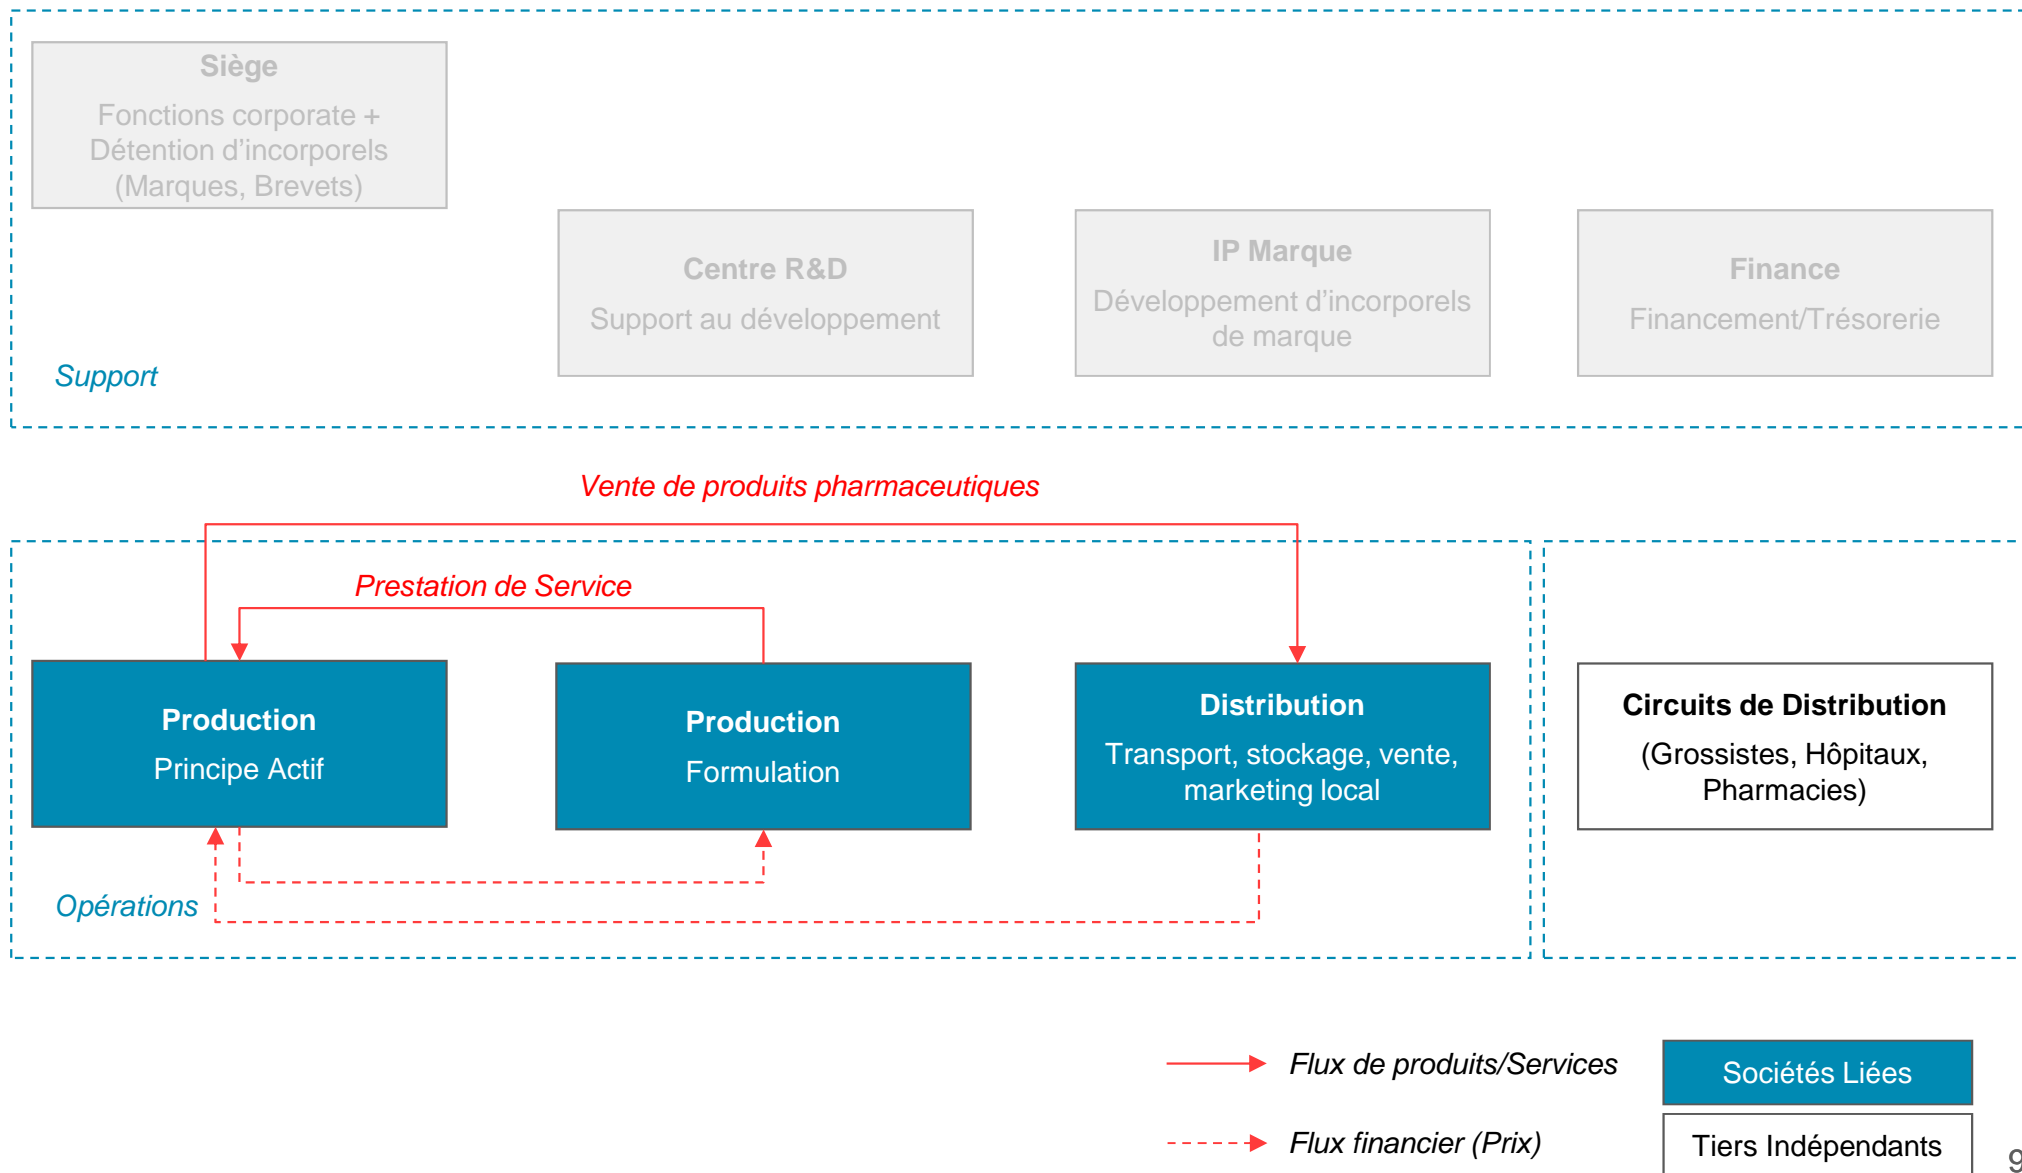 Siège
Fonctions corporate +
Détention d'incorporels
(Marques, Brevets)
Centre R&D
Support au développement
IP Marque
Développement d'incorporels
de marque
Finance
Financement/Trésorerie
Support
Vente de produits pharmaceutiques
Prestation de Service
Production
Principe Actif
Production
Formulation
Distribution
Transport, stockage, vente,
marketing local
Circuits de Distribution
(Grossistes, Hôpitaux,
Pharmacies)
Opérations
Flux de produits/Services
Sociétés Liées
Flux financier (Prix)
Tiers Indépendants
9